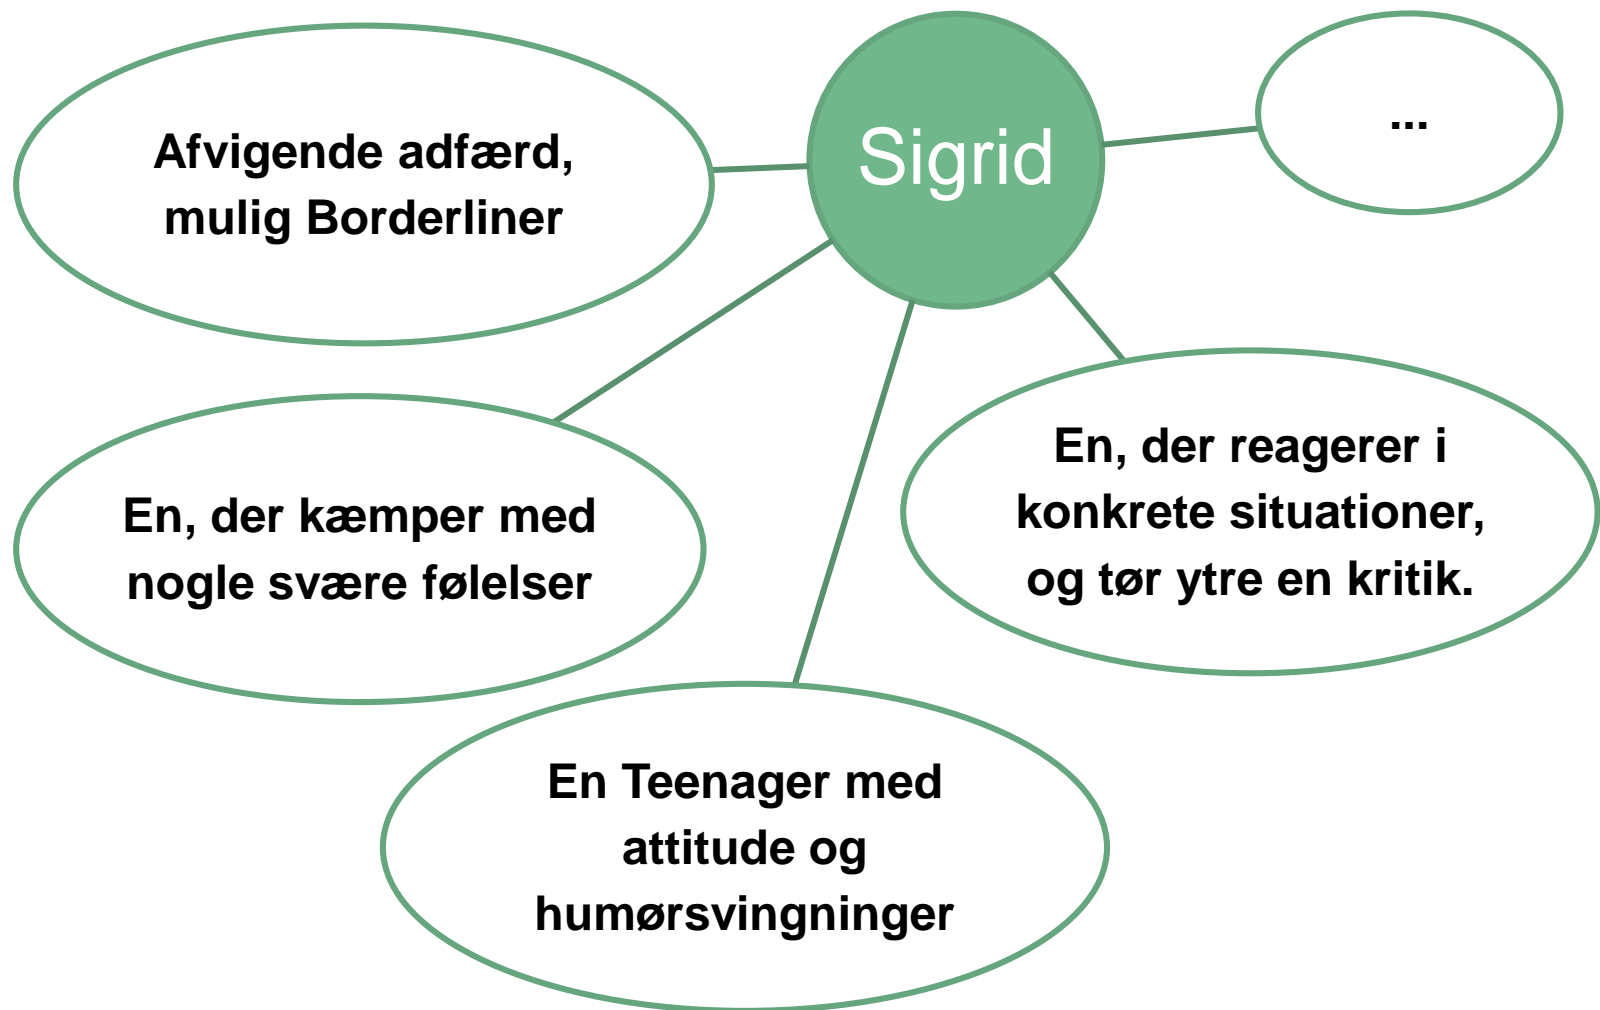 Sigrid
...
Afvigende adfærd,
mulig Borderliner
En, der kæmper med
nogle svære følelser
En, der reagerer i
konkrete situationer,
og tør ytre en kritik.
En Teenager med
attitude og
humørsvingninger